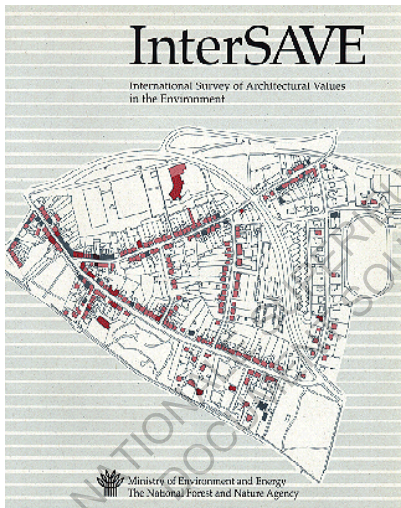 InterSAVE
International Survey of Architectural Values
in the Environment
Ministry of Environment and Energy
The National Forest and Nature Agency